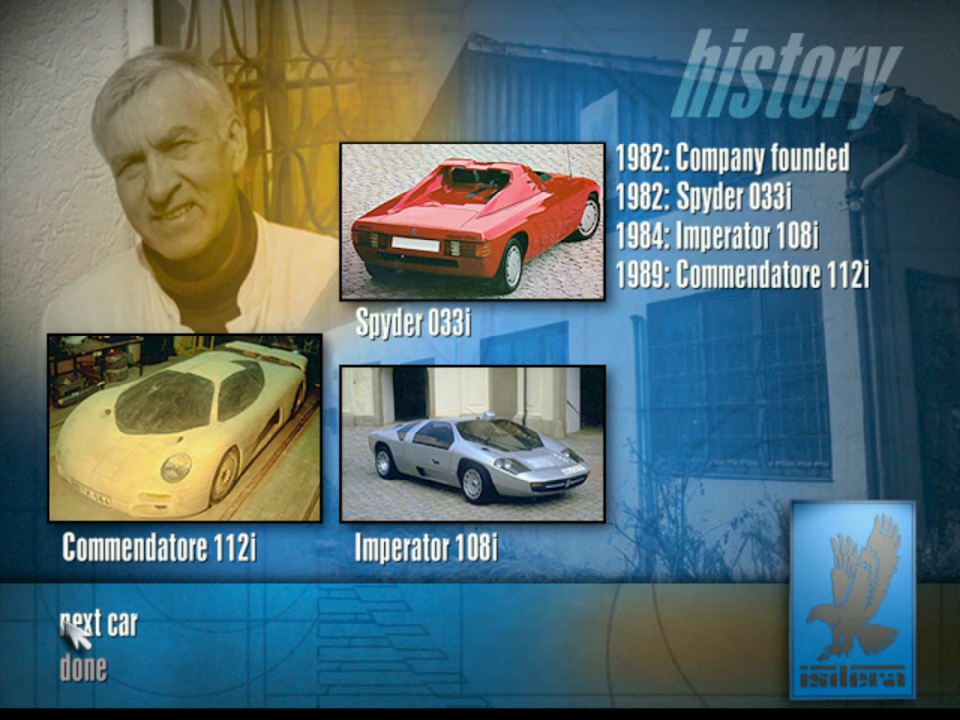 history
1982: Company founded
1982: Spyder 033i
1984: Imperator 108i
1989: Commendatore 112i
Spyder 033i
Commendatore 112i
Imperator 108i
next car
done
isdera